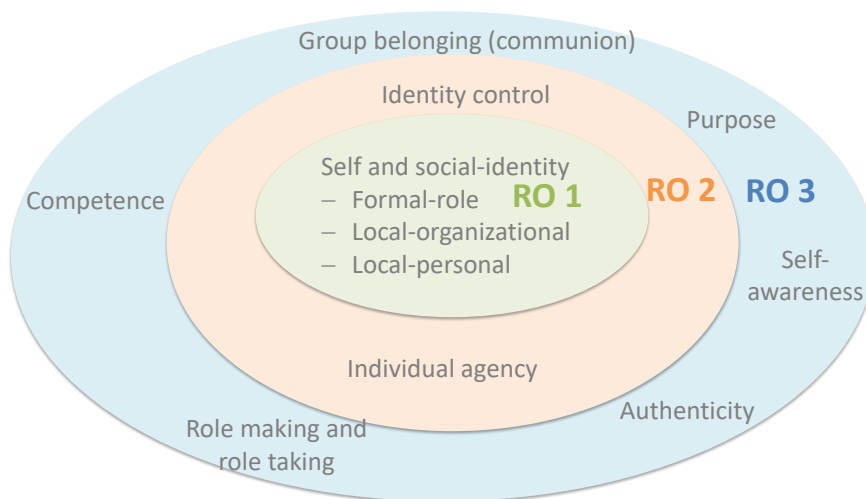 Group belonging (communion)
Identity control
Purpose
Self and social-identity
– Formal-role
– Local-organizational
– Local-personal
RO 1
RO 2
RO 3
Competence
Self-
awareness
Individual agency
Authenticity
Role making and
role taking